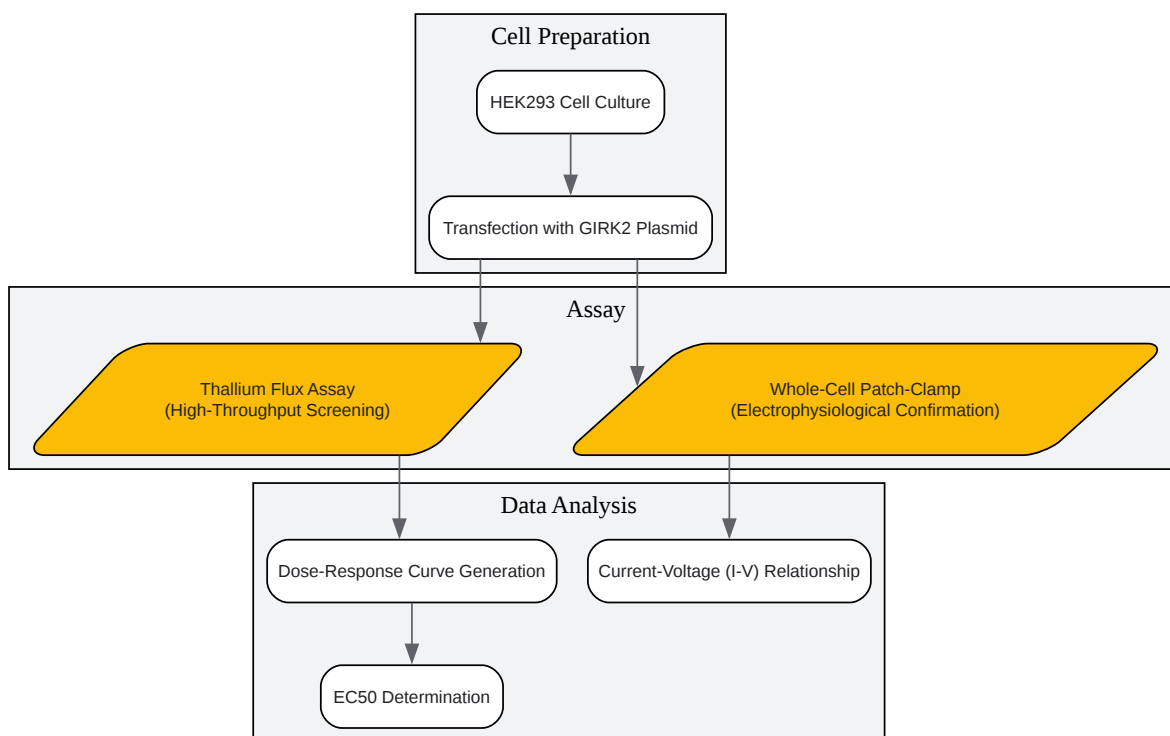 Cell Preparation
HEK293 Cell Culture
Transfection with GIRK2 Plasmid
Assay
Thallium Flux Assay
(High-Throughput Screening)
Whole-Cell Patch-Clamp
(Electrophysiological Confirmation)
Data Analysis
Dose-Response Curve Generation
Current-Voltage (I-V) Relationship
EC50 Determination